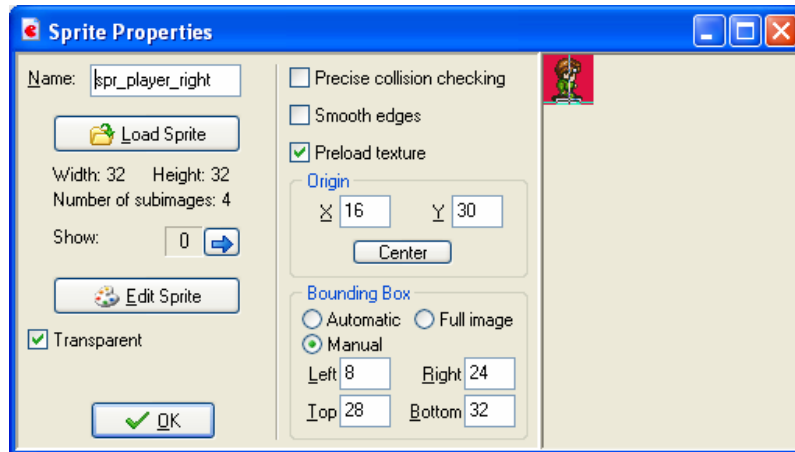 Sprite Properties
Name: spr_player_right
Load Sprite
Width: 32 Height: 32
Number of subimages: 4
Show: 0
Edit Sprite
Transparent
OK
Precise collision checking
Smooth edges
Preload texture
Origin
X 16 Y 30
Center
Bounding Box
Automatic Full image
Manual
Left 8 Right 24
Top 28 Bottom 32